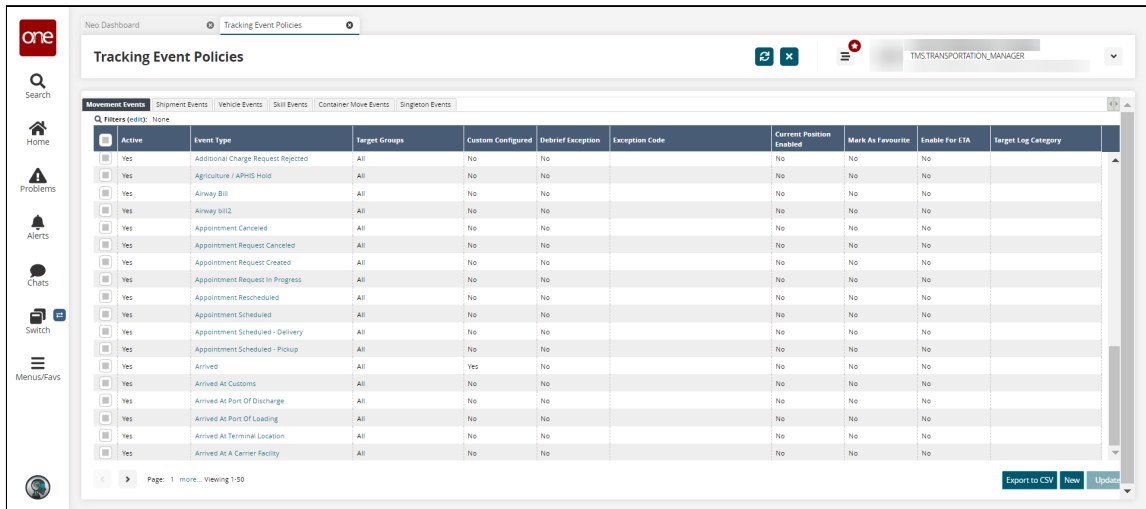 one
Neo Dashboard Tracking Event Policies
Tracking Event Policies
TMS.TRANSPORTATION_MANAGER
Search
Home
Problems
Alerts
Chats
Switch
Menus/Favs
Movement Events Shipment Events Vehicle Events Skill Events Container Move Events Singleton Events
Filters (edit): None
Active Event Type Target Groups Custom Configured Debrief Exception Exception Code Current Position Enabled Mark As Favourite Enable For ETA Target Log Category
Yes Additional Charge Request Rejected All No No No No No
Yes Agriculture / APHIS Hold All No No No No No
Yes Airway Bill All No No No No No
Yes Airway bill2 All No No No No No
Yes Appointment Canceled All No No No No No
Yes Appointment Request Canceled All No No No No No
Yes Appointment Request Created All No No No No No
Yes Appointment Request In Progress All No No No No No
Yes Appointment Rescheduled All No No No No No
Yes Appointment Scheduled All No No No No No
Yes Appointment Scheduled - Delivery All No No No No No
Yes Appointment Scheduled - Pickup All No No No No No
Yes Arrived All Yes No No No No
Yes Arrived At Customs All No No No No No
Yes Arrived At Port Of Discharge All No No No No No
Yes Arrived At Port Of Loading All No No No No No
Yes Arrived At Terminal Location All No No No No No
Yes Arrived At A Carrier Facility All No No No No No
Page: 1 more... Viewing 1-50
Export to CSV New Update